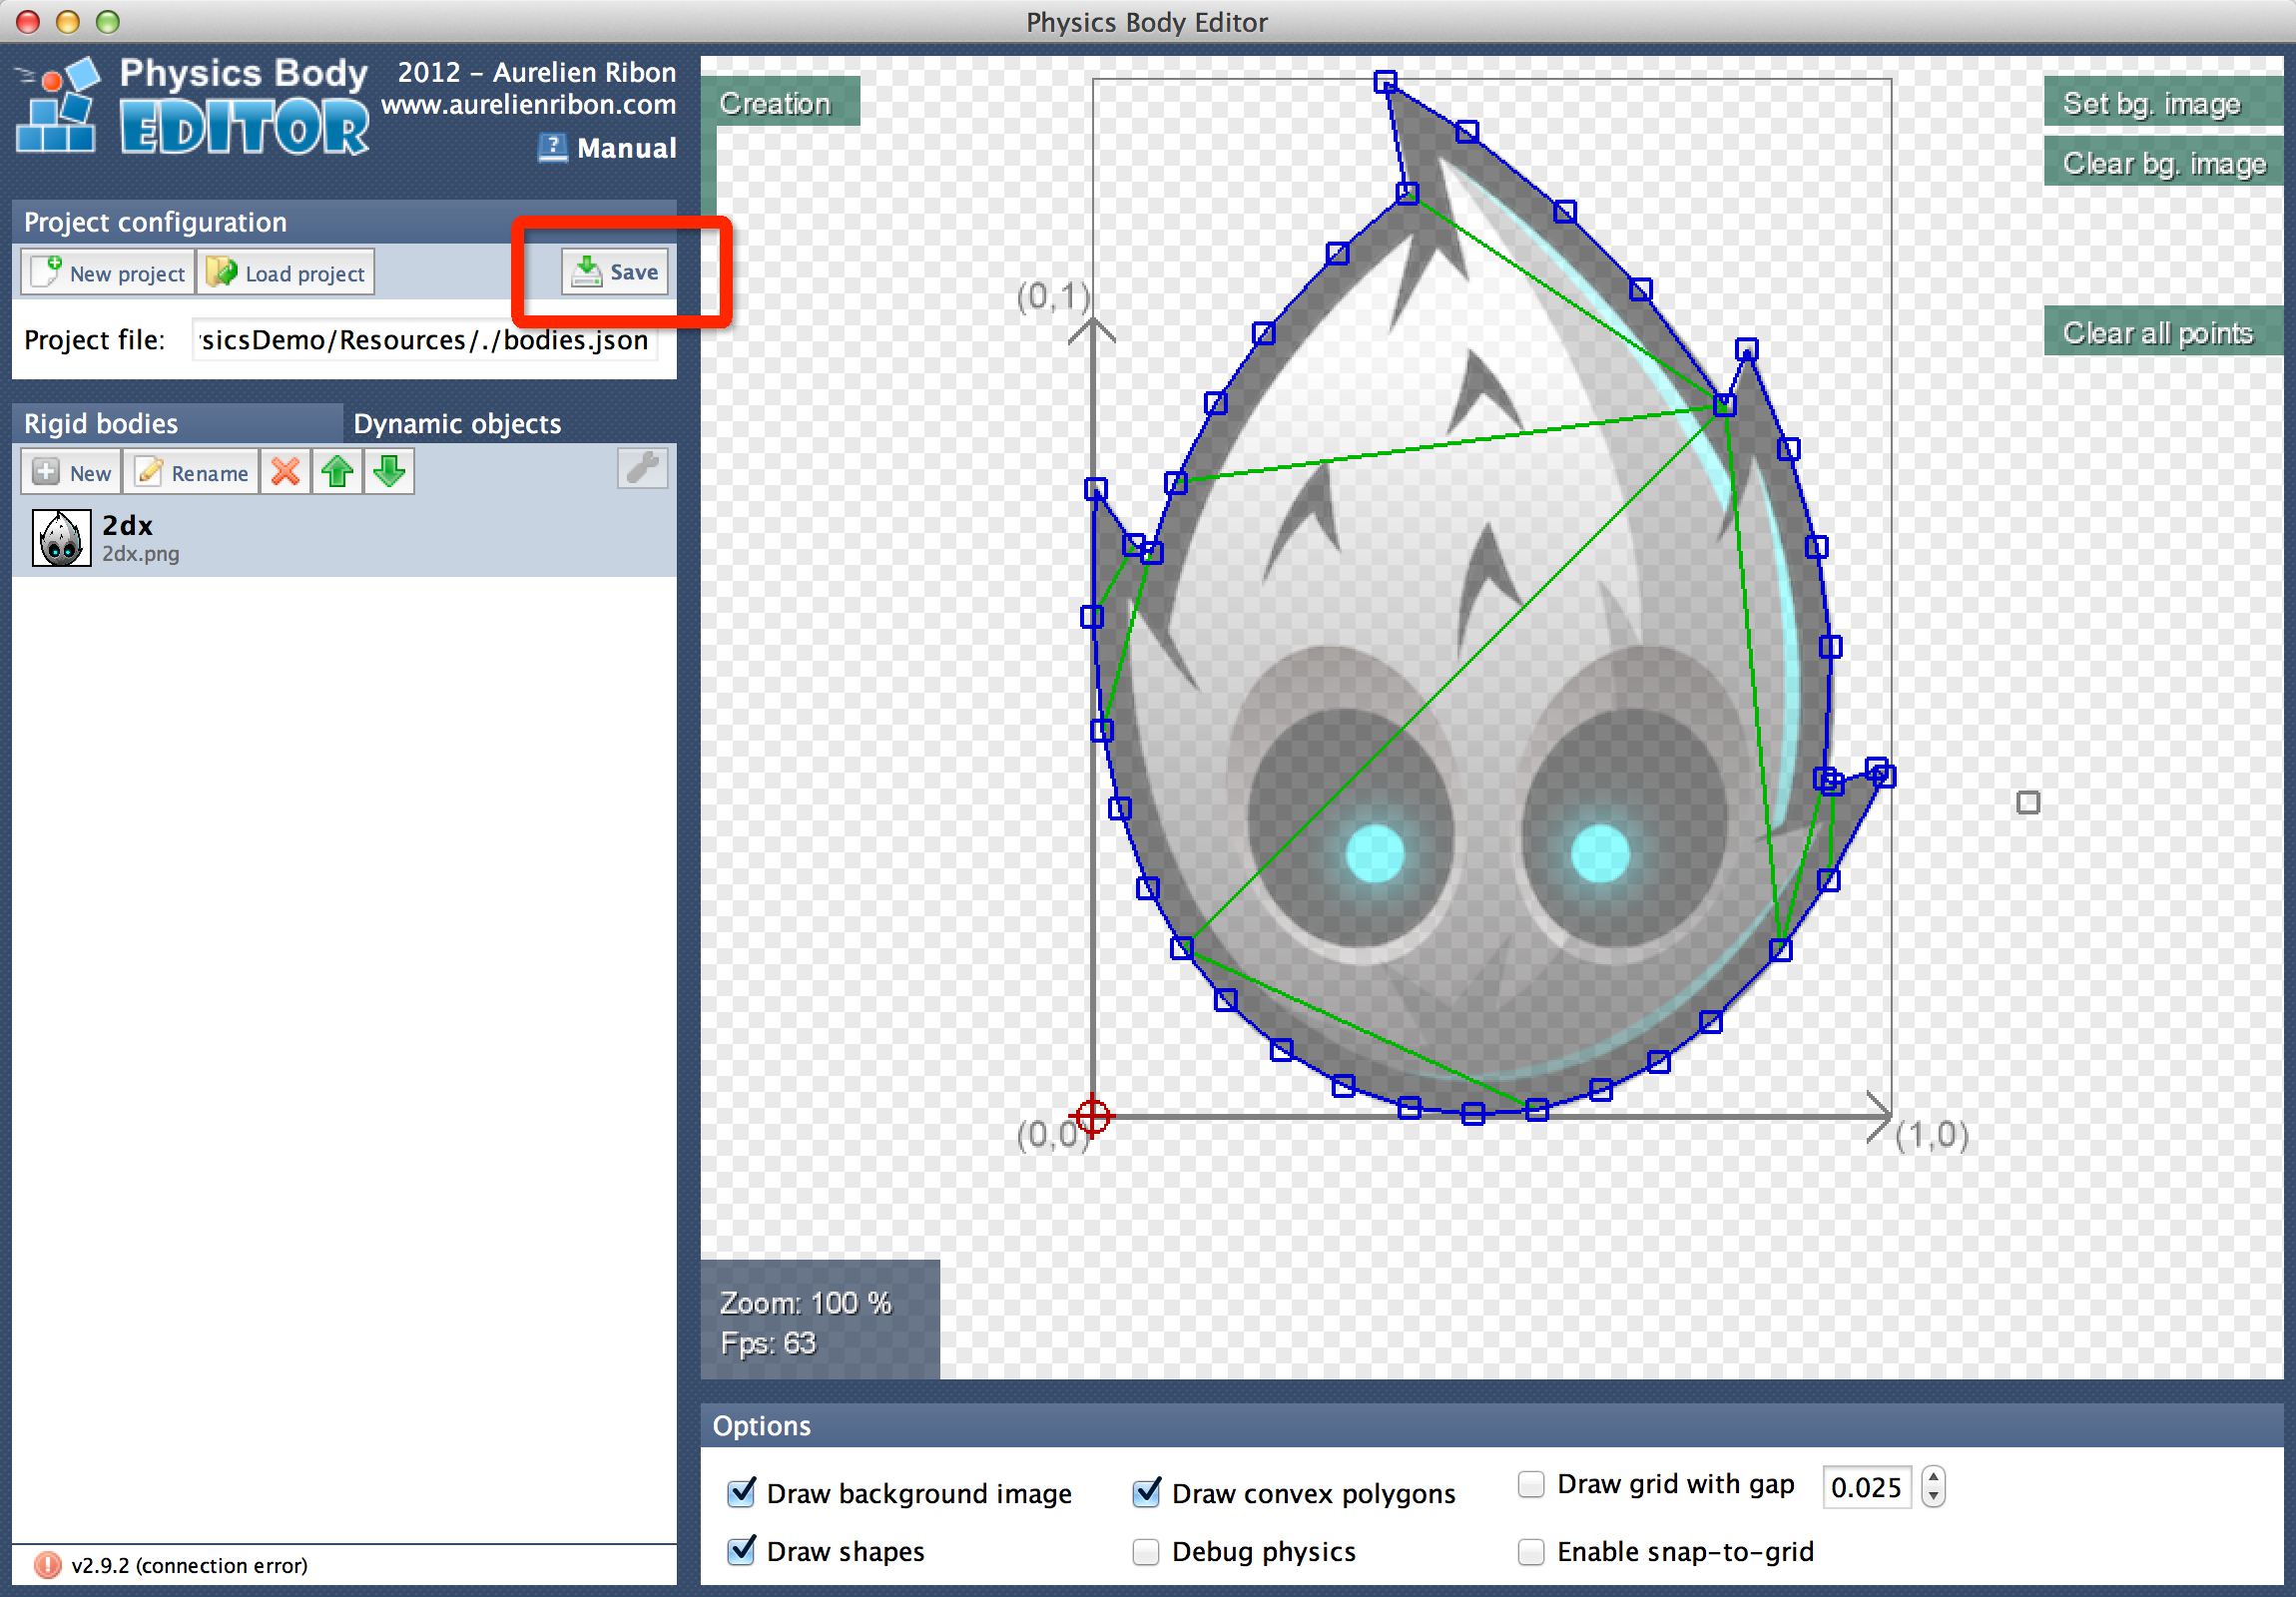 Physics Body Editor
Physics Body
EDITOR
2012 - Aurelien Ribon
www.aurelienribon.com
? Manual
Project configuration
New project
Load project
Save
Project file:
sicsDemo/Resources/./bodies.json
Rigid bodies
Dynamic objects
New
Rename
2dx
2dx.png
v2.9.2 (connection error)
Creation
Set bg. image
Clear bg. image
Clear all points
(0,1)
(0,0)
(1,0)
Zoom: 100 %
Fps: 63
Options
Draw background image
Draw convex polygons
Draw grid with gap
0.025
Draw shapes
Debug physics
Enable snap-to-grid